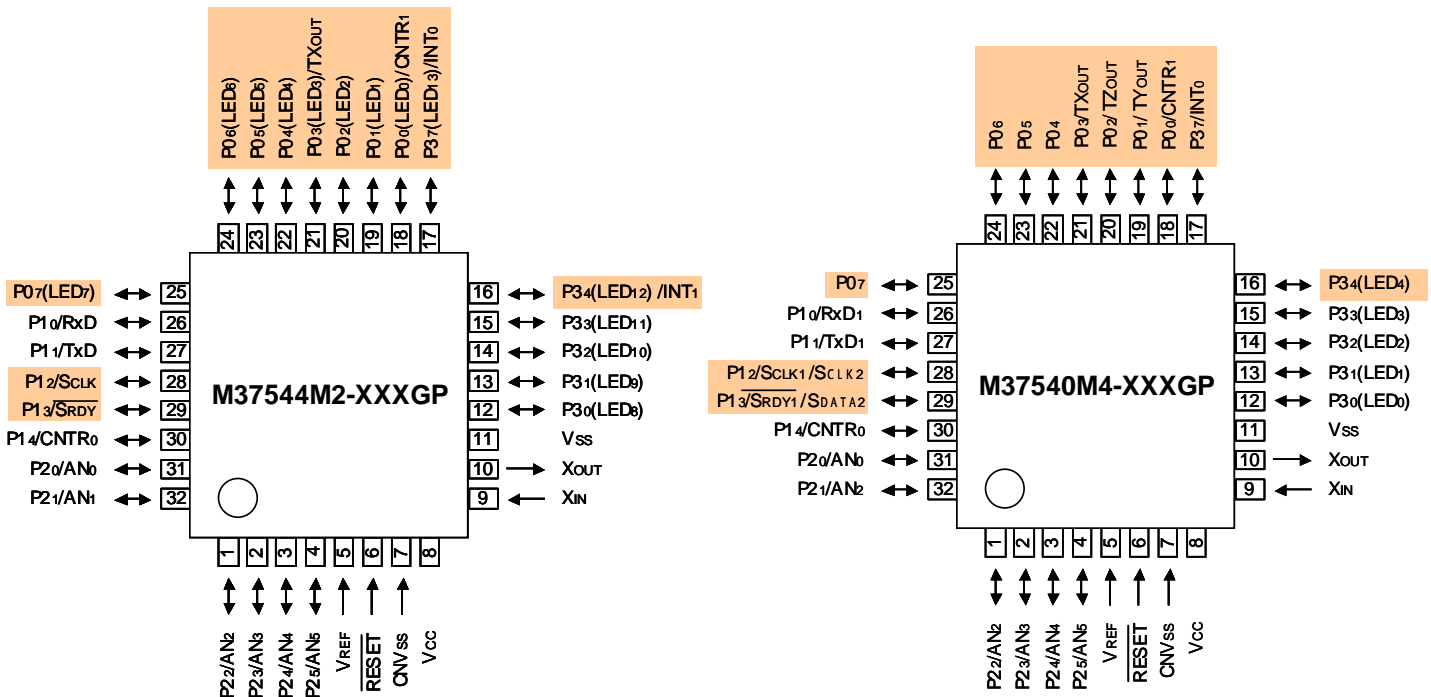 P06(LED6)
P05(LED5)
P04(LED4)
P03(LED3)/TXOUT
P02(LED2)
P01(LED1)
P00(LED0)/CNTR1
P37(LED13)/INT0
24
23
22
21
20
19
18
17
P07(LED7) 25
P10/RxD 26
P11/TxD 27
P12/SCLK 28
P13/S̅R̅D̅Y̅ 29
P14/CNTR0 30
P20/AN0 31
P21/AN1 32
M37544M2-XXXGP
16 P34(LED12) /INT1
15 P33(LED11)
14 P32(LED10)
13 P31(LED9)
12 P30(LED8)
11 VSS
10 XOUT
9 XIN
1
2
3
4
5
6
7
8
P22/AN2
P23/AN3
P24/AN4
P25/AN5
VREF
R̅E̅S̅E̅T̅
CNVSS
VCC
P06
P05
P04
P03/TXOUT
P02/ TZOUT
P01/ TYOUT
P00/CNTR1
P37/INT0
24
23
22
21
20
19
18
17
P07 25
P10/RxD1 26
P11/TxD1 27
P12/SCLK1/SCLK2 28
P13/S̅R̅D̅Y̅1̅/SDATA2 29
P14/CNTR0 30
P20/AN0 31
P21/AN2 32
M37540M4-XXXGP
16 P34(LED4)
15 P33(LED3)
14 P32(LED2)
13 P31(LED1)
12 P30(LED0)
11 VSS
10 XOUT
9 XIN
1
2
3
4
5
6
7
8
P22/AN2
P23/AN3
P24/AN4
P25/AN5
VREF
R̅E̅S̅E̅T̅
CNVSS
VCC